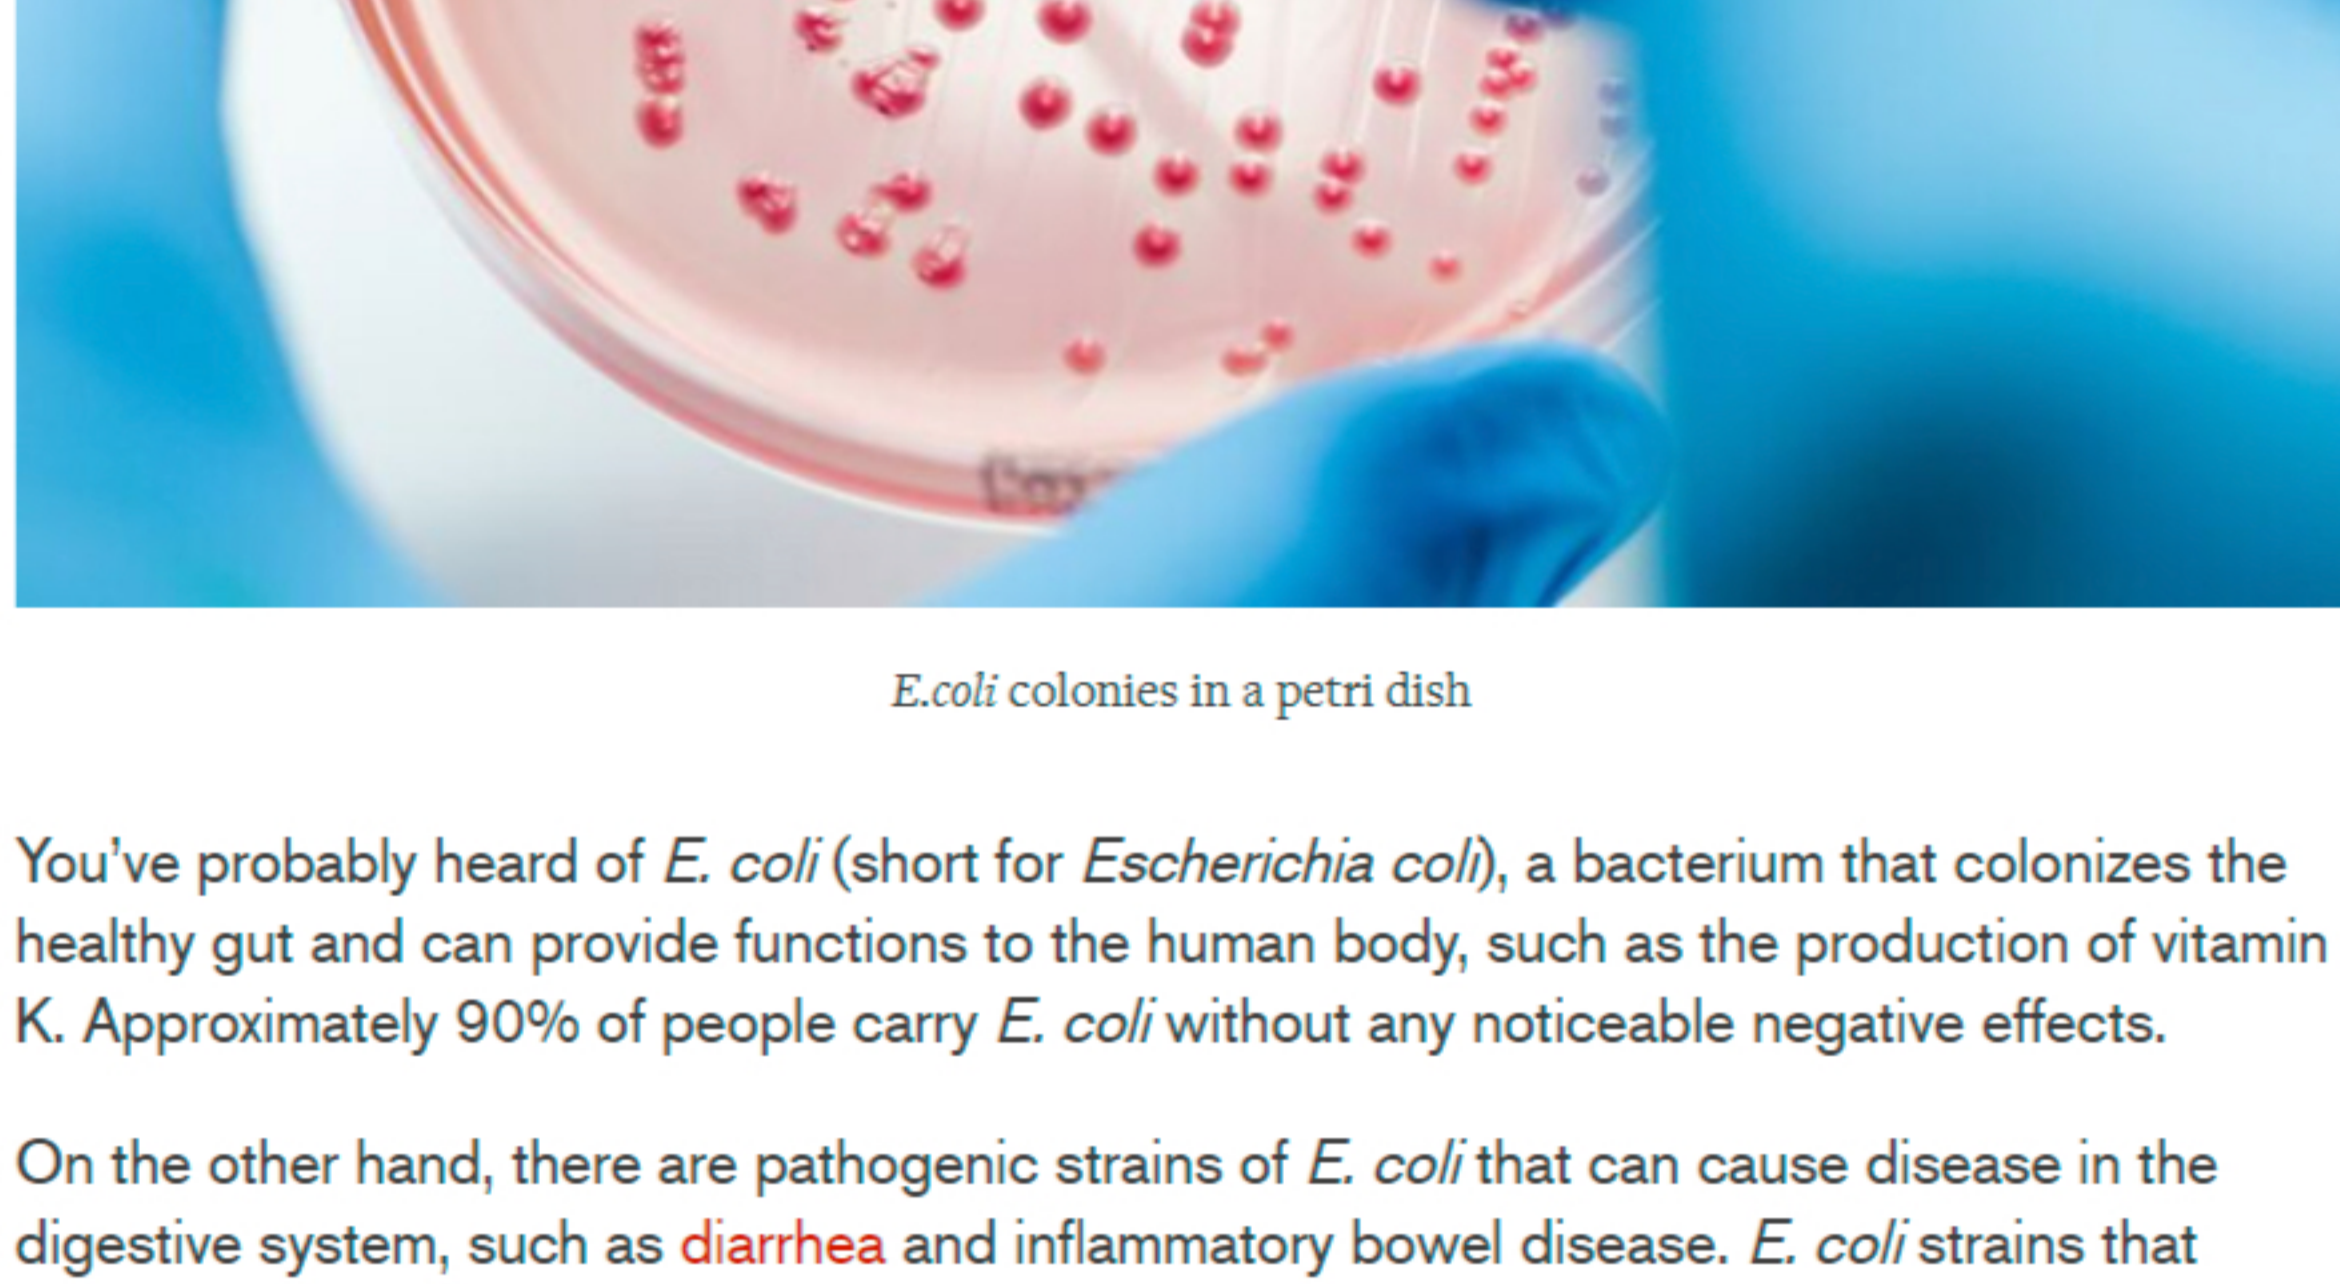 E.coli colonies in a petri dish
You've probably heard of E. coli (short for Escherichia coli), a bacterium that colonizes the
healthy gut and can provide functions to the human body, such as the production of vitamin
K. Approximately 90% of people carry E. coli without any noticeable negative effects.
On the other hand, there are pathogenic strains of E. coli that can cause disease in the
digestive system, such as diarrhea and inflammatory bowel disease. E. coli strains that